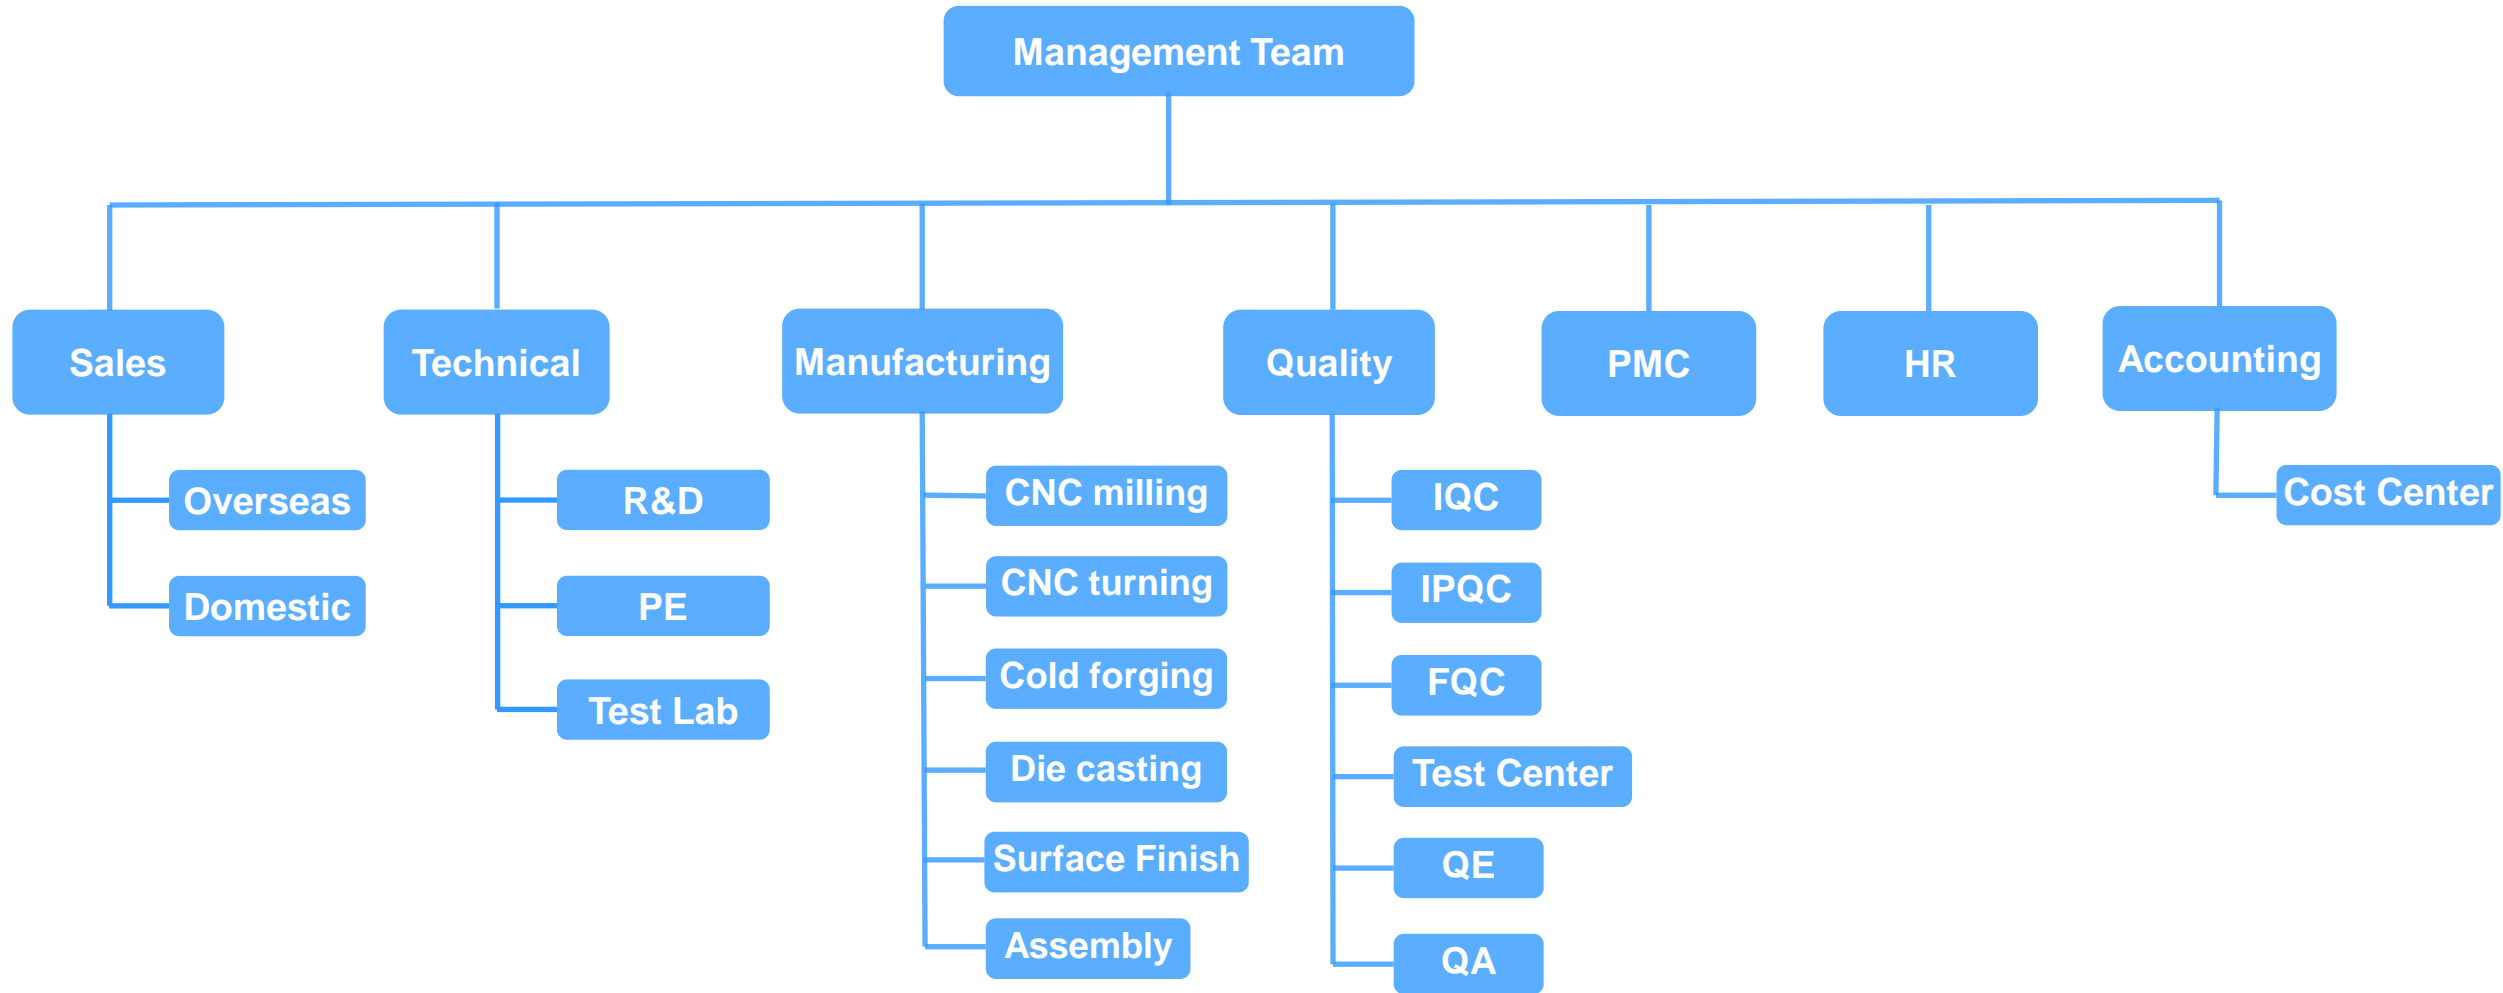 Management Team
Sales
Technical
Manufacturing
Quality
PMC
HR
Accounting
Overseas
Domestic
R&D
PE
Test Lab
CNC milling
CNC turning
Cold forging
Die casting
Surface Finish
Assembly
IQC
IPQC
FQC
Test Center
QE
QA
Cost Center